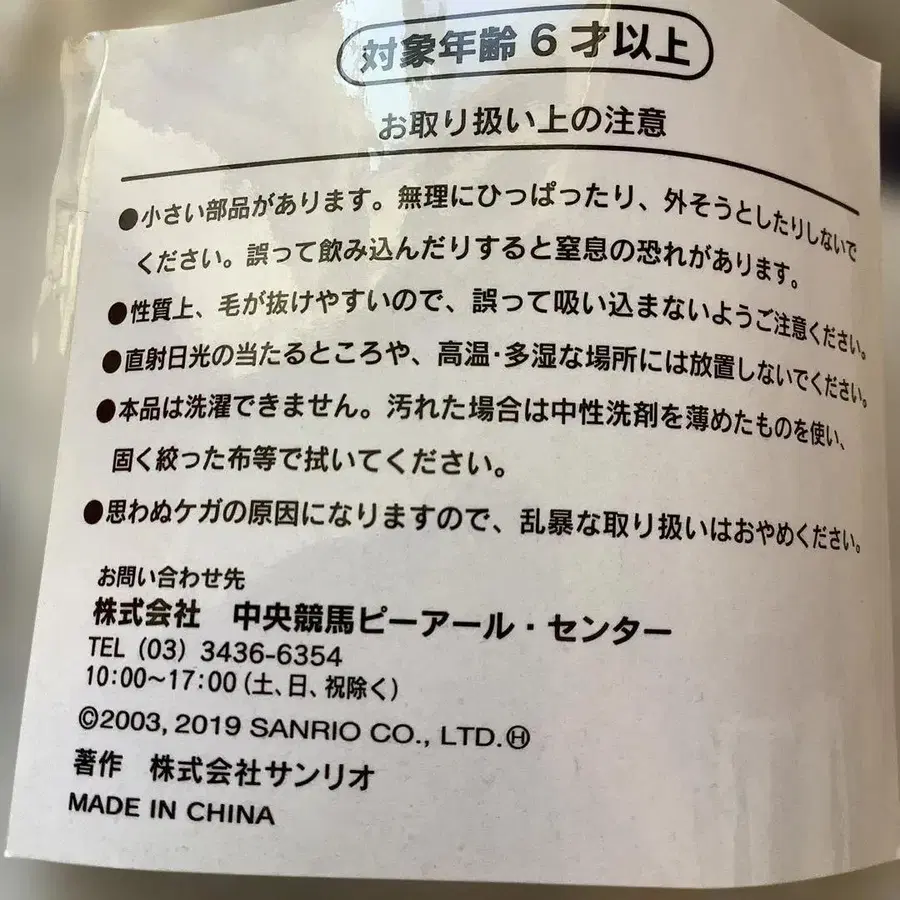 対象年齢6才以上
お取り扱い上の注意
●小さい部品があります。無理にひっぱったり、外そうとしたりしないで
ください。誤って飲み込んだりすると窒息の恐れがあります。
●性質上、毛が抜けやすいので、誤って吸い込まないようご注意ください。
●直射日光の当たるところや、高温・多湿な場所には放置しないでください。
●本品は洗濯できません。汚れた場合は中性洗剤を薄めたものを使い、
固く絞った布等で拭いてください。
●思わぬケガの原因になりますので、乱暴な取り扱いはおやめください。
お問い合わせ先
株式会社 中央競馬ピーアール・センター
TEL (03) 3436-6354
10:00〜17:00(土、日、祝除く)
©2003, 2019 SANRIO CO., LTD.Ⓗ
著作 株式会社サンリオ
MADE IN CHINA